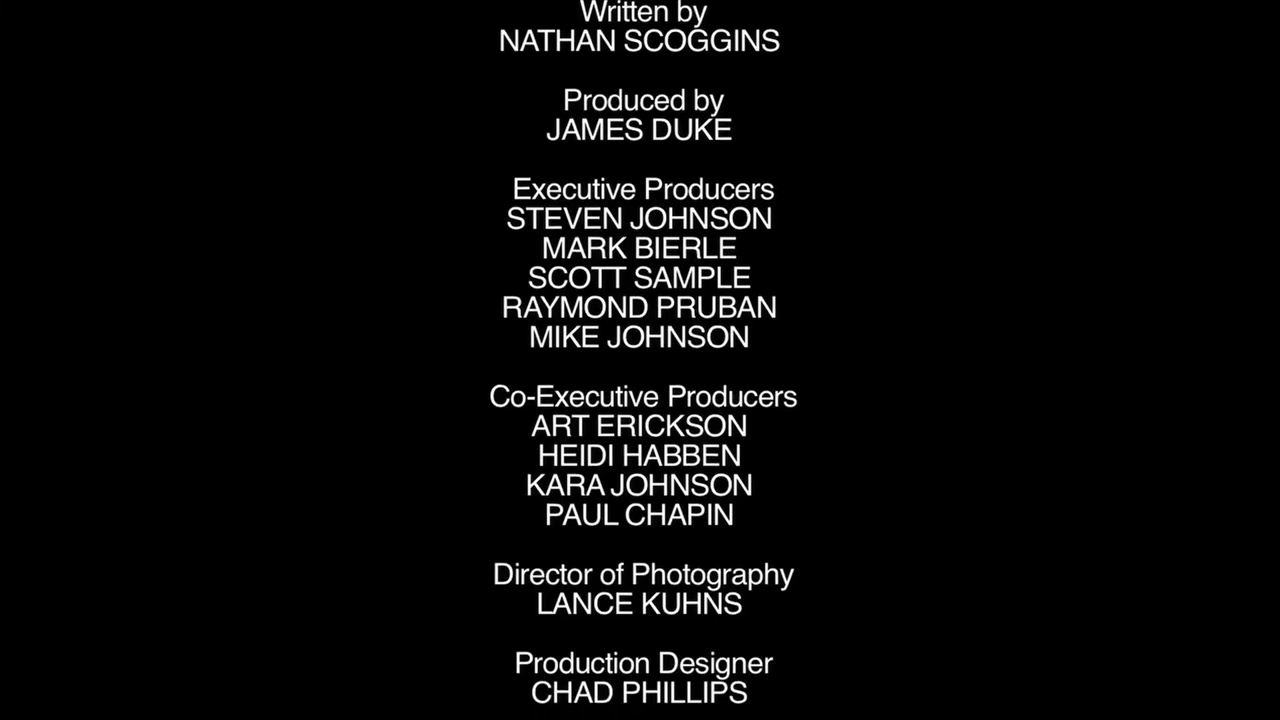 Written by
NATHAN SCOGGINS
Produced by
JAMES DUKE
Executive Producers
STEVEN JOHNSON
MARK BIERLE
SCOTT SAMPLE
RAYMOND PRUBAN
MIKE JOHNSON
Co-Executive Producers
ART ERICKSON
HEIDI HABBEN
KARA JOHNSON
PAUL CHAPIN
Director of Photography
LANCE KUHNS
Production Designer
CHAD PHILLIPS